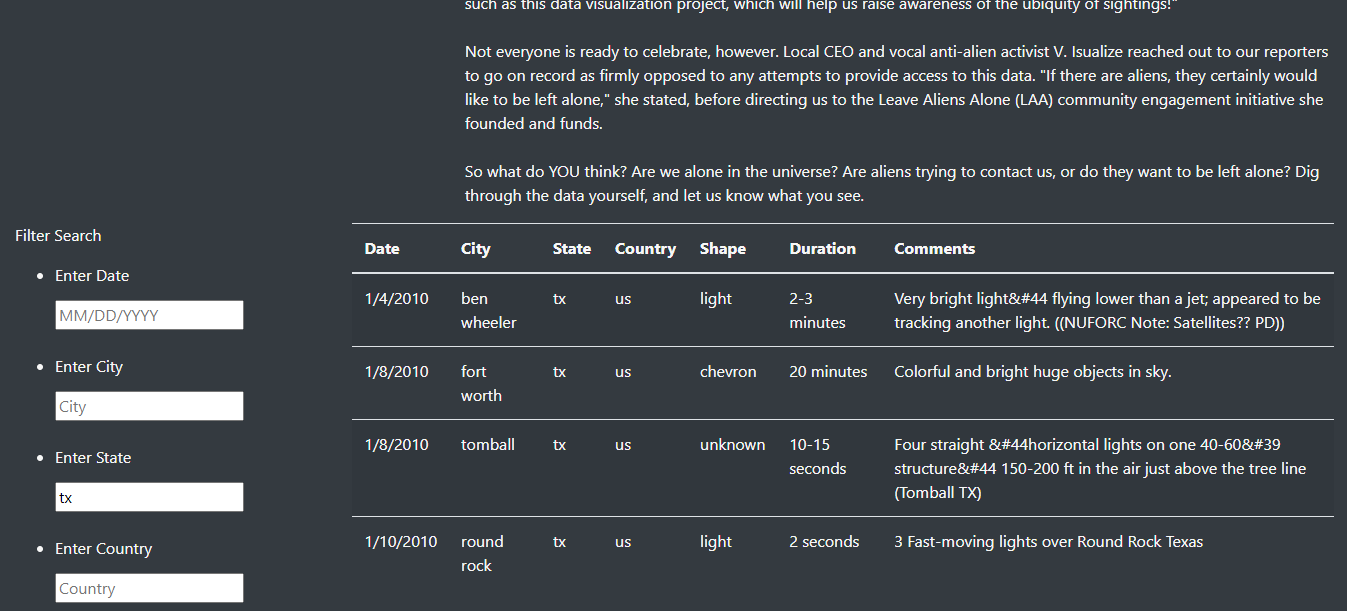 such as this data visualization project, which will help us raise awareness of the ubiquity of sightings!"
Not everyone is ready to celebrate, however. Local CEO and vocal anti-alien activist V. Isualize reached out to our reporters
to go on record as firmly opposed to any attempts to provide access to this data. "If there are aliens, they certainly would
like to be left alone," she stated, before directing us to the Leave Aliens Alone (LAA) community engagement initiative she
founded and funds.
So what do YOU think? Are we alone in the universe? Are aliens trying to contact us, or do they want to be left alone? Dig
through the data yourself, and let us know what you see.
Filter Search
• Enter Date
MM/DD/YYYY
• Enter City
City
• Enter State
tx
• Enter Country
Country
Date City State Country Shape Duration Comments
1/4/2010 ben tx us light 2-3 Very bright light&#44 flying lower than a jet; appeared to be
wheeler minutes tracking another light. ((NUFORC Note: Satellites?? PD))
1/8/2010 fort tx us chevron 20 minutes Colorful and bright huge objects in sky.
worth
1/8/2010 tomball tx us unknown 10-15 Four straight &#44horizontal lights on one 40-60&#39
seconds structure&#44 150-200 ft in the air just above the tree line
(Tomball TX)
1/10/2010 round tx us light 2 seconds 3 Fast-moving lights over Round Rock Texas
rock